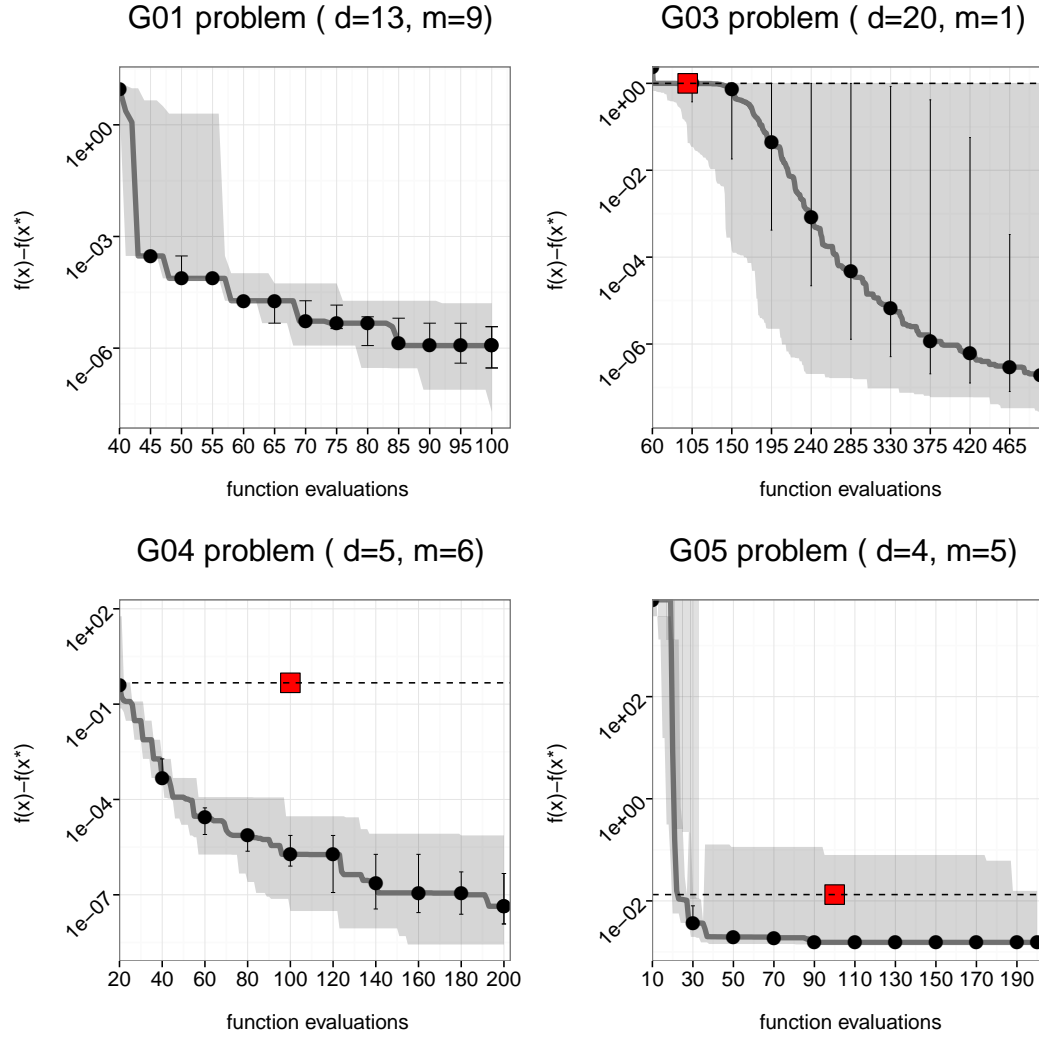 G01 problem ( d=13, m=9)
f(x)−f(x*)
1e+00
1e−03
1e−06
40 45 50 55 60 65 70 75 80 85 90 95 100
function evaluations
G03 problem ( d=20, m=1)
f(x)−f(x*)
1e+00
1e−02
1e−04
1e−06
60 105 150 195 240 285 330 375 420 465
function evaluations
G04 problem ( d=5, m=6)
f(x)−f(x*)
1e+02
1e−01
1e−04
1e−07
20 40 60 80 100 120 140 160 180 200
function evaluations
G05 problem ( d=4, m=5)
f(x)−f(x*)
1e+02
1e+00
1e−02
10 30 50 70 90 110 130 150 170 190
function evaluations